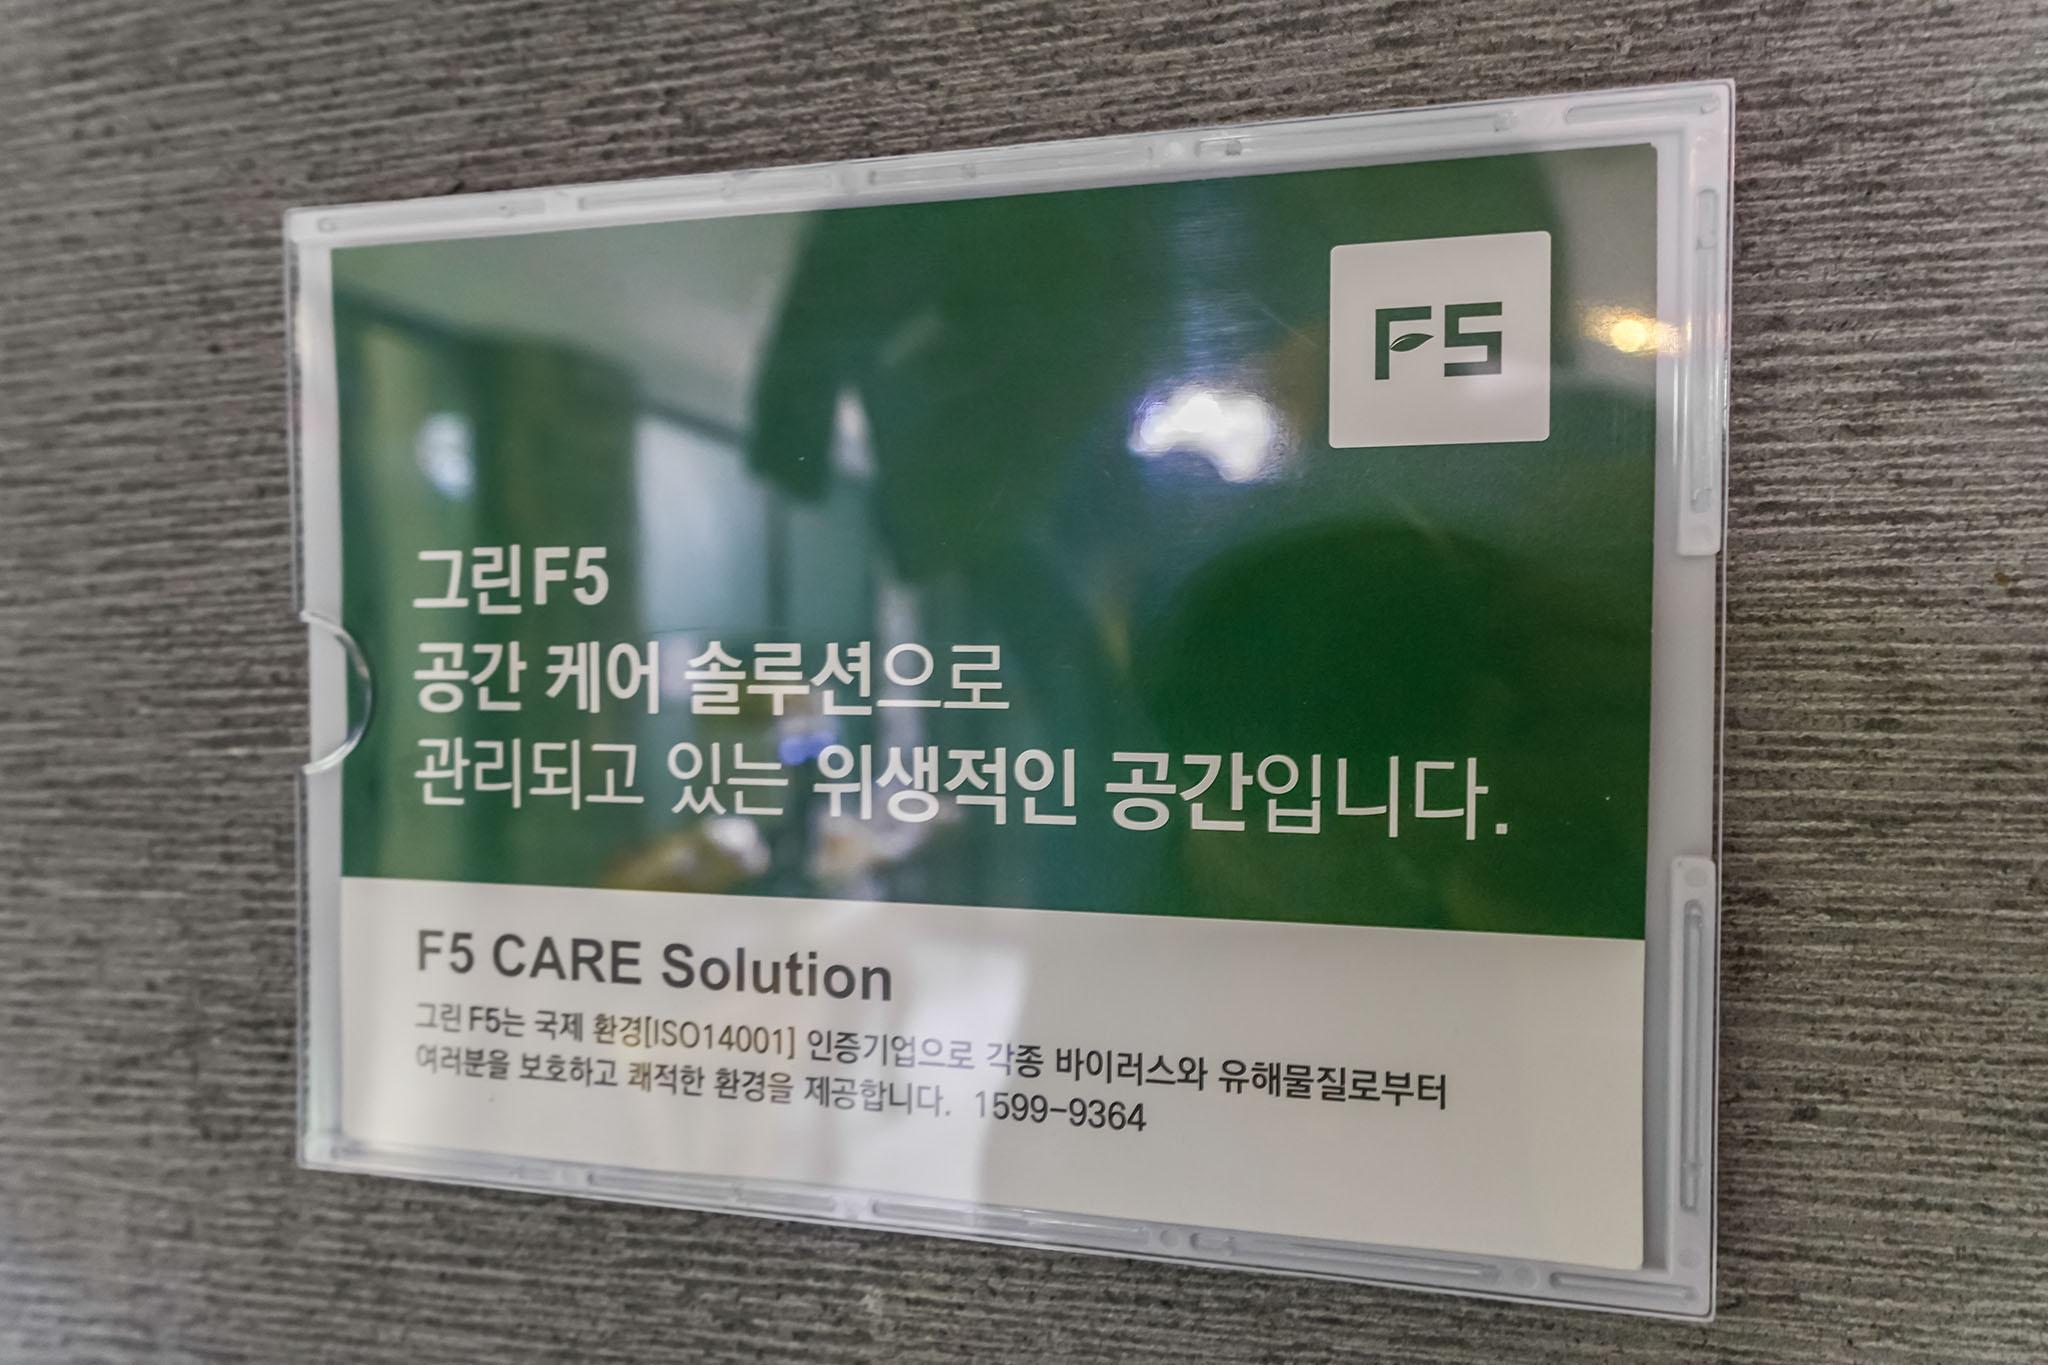 F5
그린F5
공간 케어 솔루션으로
관리되고 있는 위생적인 공간입니다.
F5 CARE Solution
그린F5는 국제 환경[ISO14001] 인증기업으로 각종 바이러스와 유해물질로부터
여러분을 보호하고 쾌적한 환경을 제공합니다. 1599-9364